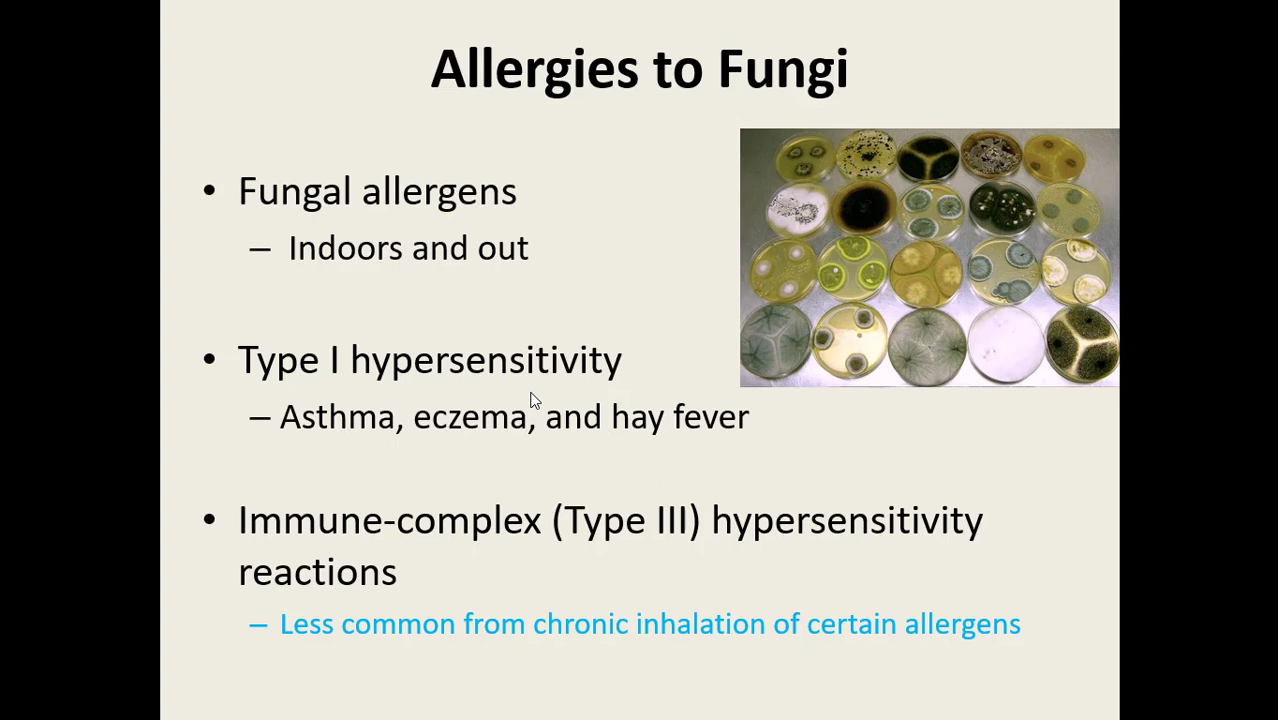 Allergies to Fungi
• Fungal allergens
– Indoors and out
• Type I hypersensitivity
– Asthma, eczema, and hay fever
• Immune-complex (Type III) hypersensitivity
reactions
– Less common from chronic inhalation of certain allergens